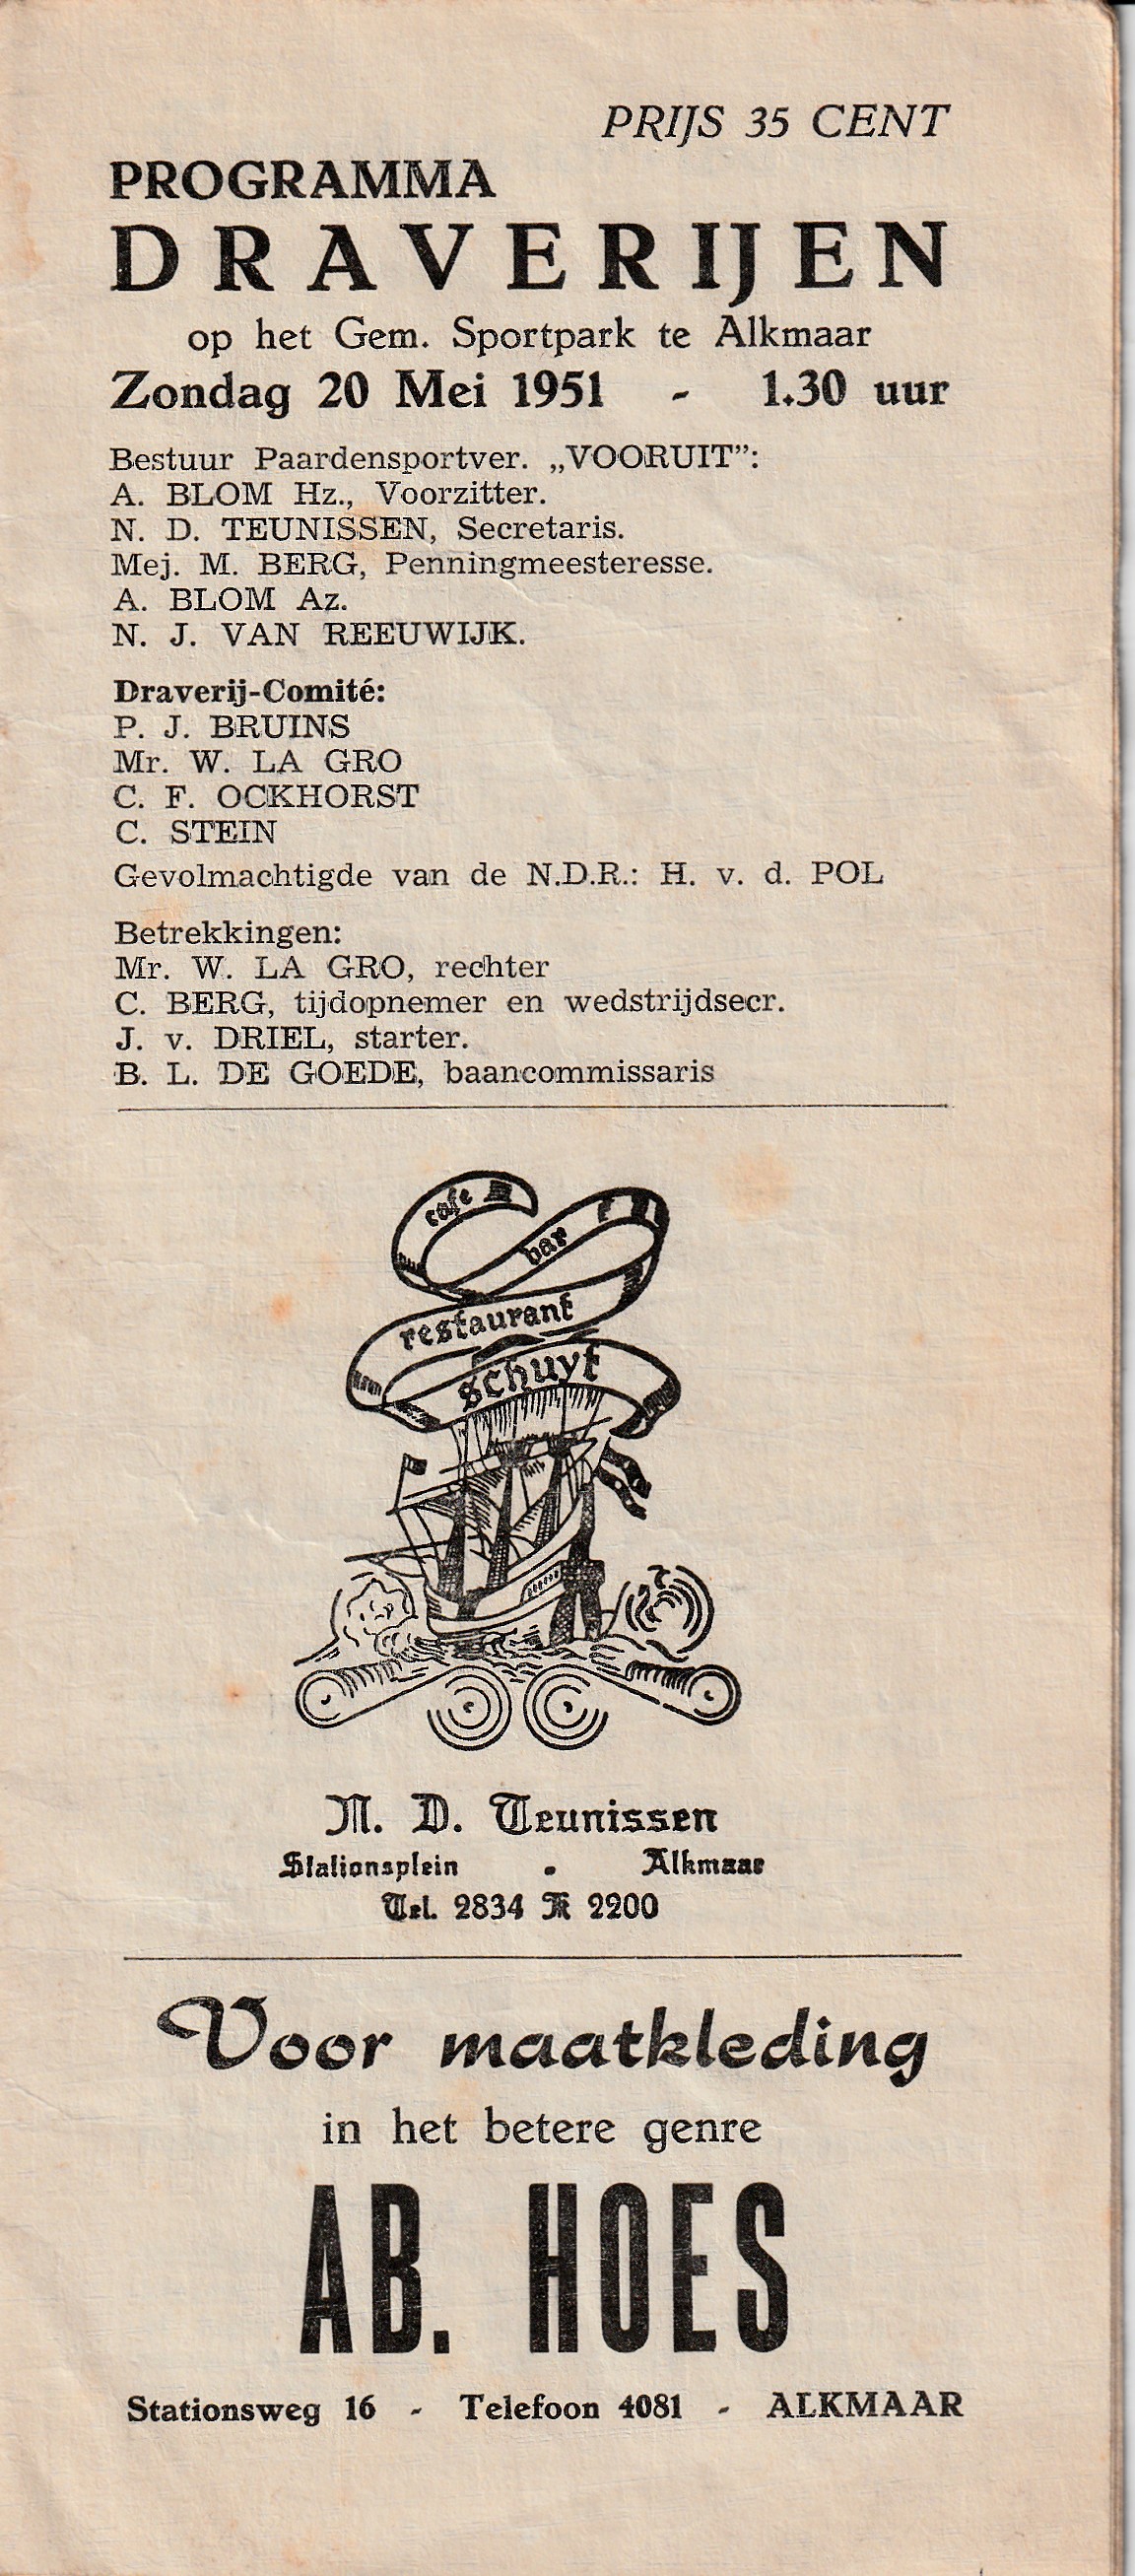 PRIJS 35 CENT
PROGRAMMA
DRAVERIJEN
op het Gem. Sportpark te Alkmaar
Zondag 20 Mei 1951 - 1.30 uur
Bestuur Paardensportver. „VOORUIT”:
A. BLOM Hz., Voorzitter.
N. D. TEUNISSEN, Secretaris.
Mej. M. BERG, Penningmeesteresse.
A. BLOM Az.
N. J. VAN REEUWIJK.
Draverij-Comité:
P. J. BRUINS
Mr. W. LA GRO
C. F. OCKHORST
C. STEIN
Gevolmachtigde van de N.D.R.: H. v. d. POL
Betrekkingen:
Mr. W. LA GRO, rechter
C. BERG, tijdopnemer en wedstrijdsecr.
J. v. DRIEL, starter.
B. L. DE GOEDE, baancommissaris
cafe
bar
restaurant
schuyt
N. D. Teunissen
Stationsplein - Alkmaar
Tel. 2834 K 2200
Voor maatkleding
in het betere genre
AB. HOES
Stationsweg 16 - Telefoon 4081 - ALKMAAR